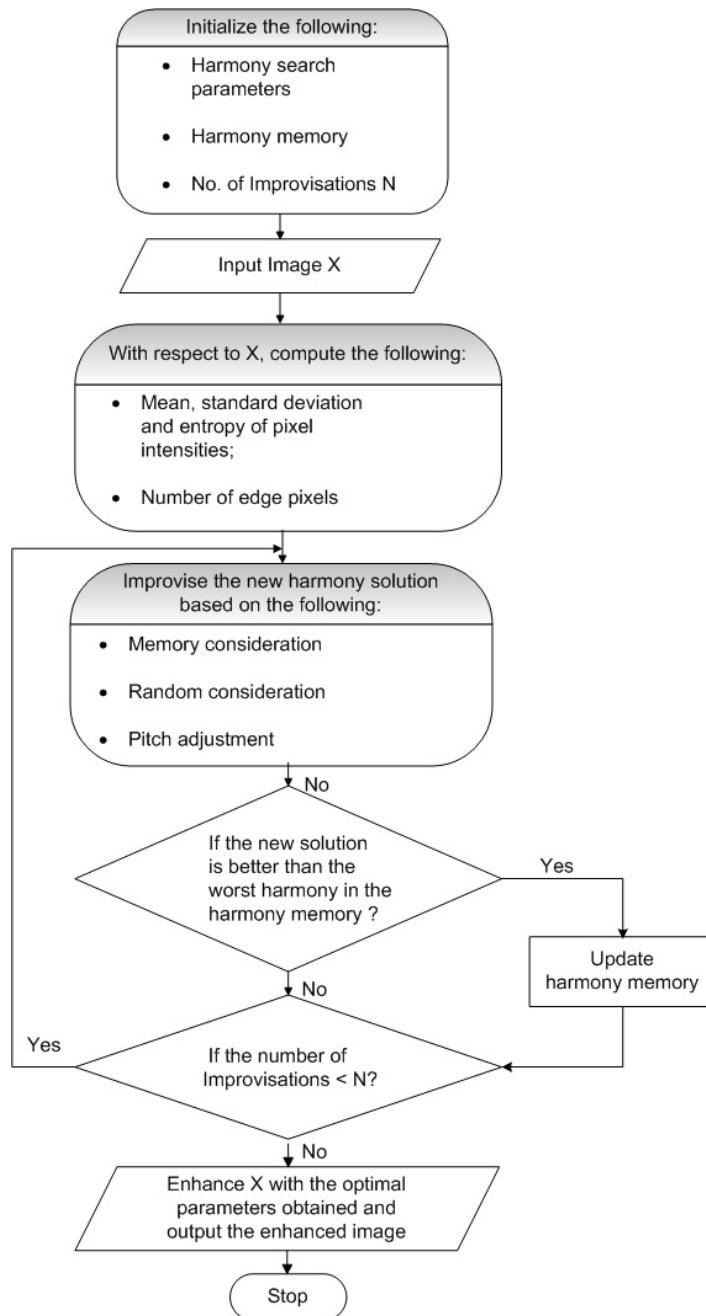 Initialize the following:
• Harmony search
parameters
• Harmony memory
• No. of Improvisations N
Input Image X
With respect to X, compute the following:
• Mean, standard deviation
and entropy of pixel
intensities;
• Number of edge pixels
Improvise the new harmony solution
based on the following:
• Memory consideration
• Random consideration
• Pitch adjustment
No
If the new solution
is better than the
worst harmony in the
harmony memory ?
Yes
Update
harmony memory
No
If the number of
Improvisations < N?
Yes
No
Enhance X with the optimal
parameters obtained and
output the enhanced image
Stop